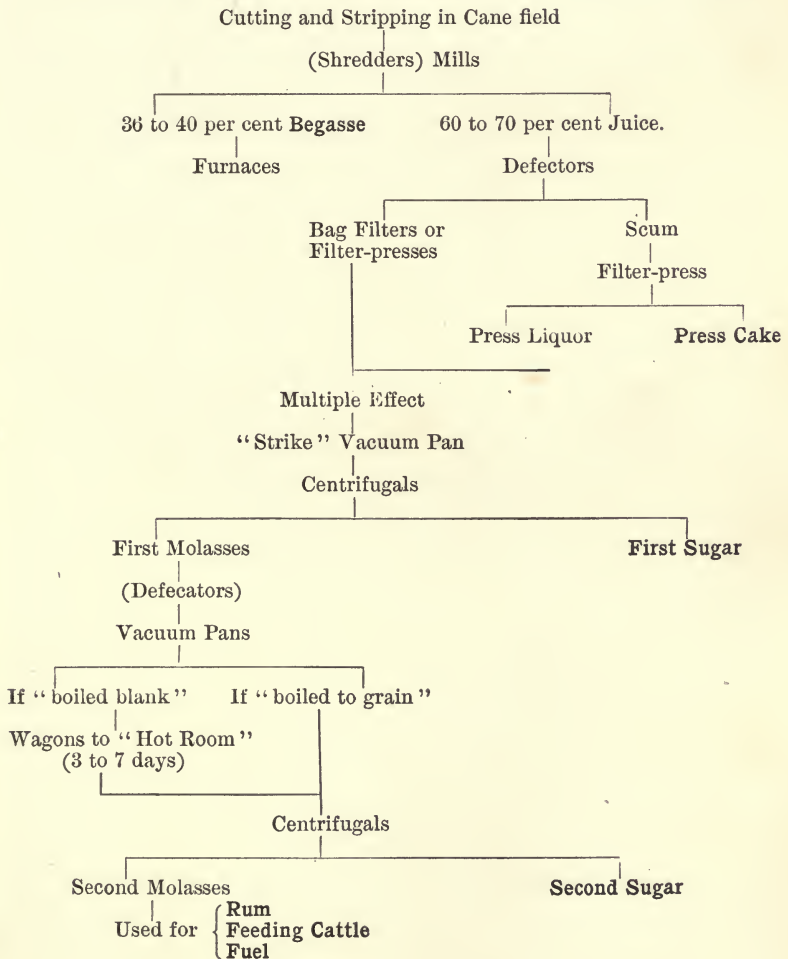 Cutting and Stripping in Cane field
(Shredders) Mills
36 to 40 per cent Begasse 60 to 70 per cent Juice.
Furnaces Defectors
Bag Filters or Scum
Filter-presses
Filter-press
Press Liquor Press Cake
Multiple Effect
“Strike” Vacuum Pan
Centrifugals
First Molasses First Sugar
(Defecators)
Vacuum Pans
If “boiled blank” If “boiled to grain”
Wagons to “Hot Room”
(3 to 7 days)
Centrifugals
Second Molasses Second Sugar
Rum
Used for Feeding Cattle
Fuel